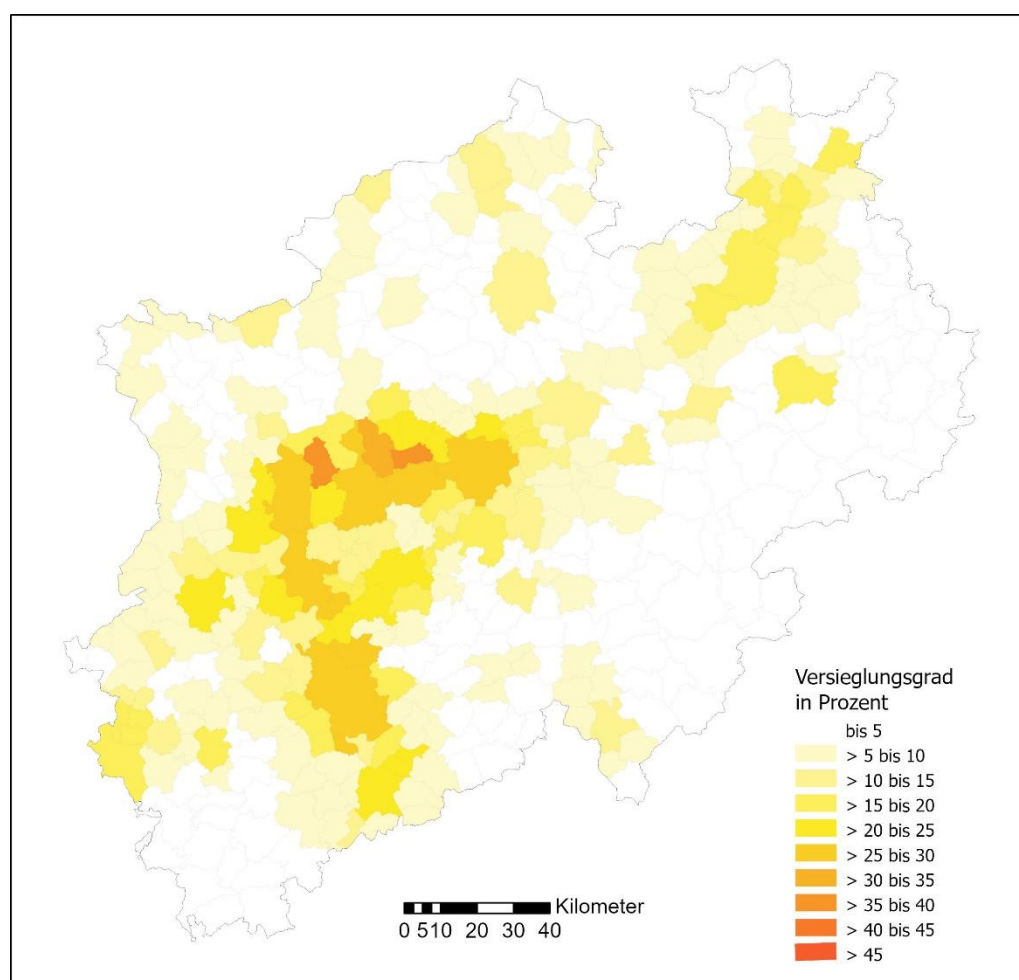 Versieglungsgrad
in Prozent
bis 5
> 5 bis 10
> 10 bis 15
> 15 bis 20
> 20 bis 25
> 25 bis 30
> 30 bis 35
> 35 bis 40
> 40 bis 45
> 45
Kilometer
0 5 10 20 30 40